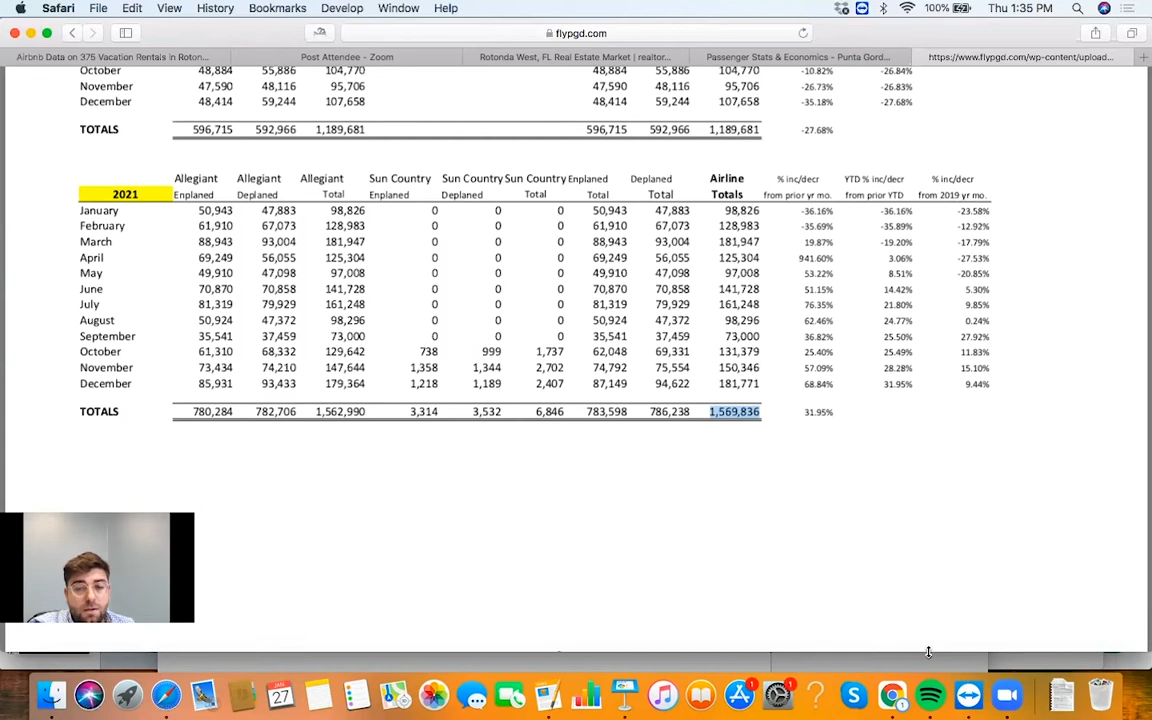 Safari File Edit View History Bookmarks Develop Window Help 100% Thu 1:35 PM
flypgd.com
Airbnb Data on 375 Vacation Rentals in Roton... Post Attendee - Zoom Rotonda West, FL Real Estate Market | realtor... Passenger Stats & Economics - Punta Gord... https://www.flypgd.com/wp-content/upload...
October 48,884 55,886 104,770 48,884 55,886 104,770 -10.82% -26.84%
November 47,590 48,116 95,706 47,590 48,116 95,706 -26.73% -26.83%
December 48,414 59,244 107,658 48,414 59,244 107,658 -35.18% -27.68%
TOTALS 596,715 592,966 1,189,681 596,715 592,966 1,189,681 -27.68%
Allegiant Allegiant Allegiant Sun Country Sun Country Sun Country Enplaned Deplaned Airline % inc/decr YTD % inc/decr % inc/decr
2021 Enplaned Deplaned Total Enplaned Deplaned Total Total Total Totals from prior yr mo. from prior YTD from 2019 yr mo.
January 50,943 47,883 98,826 0 0 0 50,943 47,883 98,826 -36.16% -36.16% -23.58%
February 61,910 67,073 128,983 0 0 0 61,910 67,073 128,983 -35.69% -35.89% -12.92%
March 88,943 93,004 181,947 0 0 0 88,943 93,004 181,947 19.87% -19.20% -17.79%
April 69,249 56,055 125,304 0 0 0 69,249 56,055 125,304 941.60% 3.06% -27.53%
May 49,910 47,098 97,008 0 0 0 49,910 47,098 97,008 53.22% 8.51% -20.85%
June 70,870 70,858 141,728 0 0 0 70,870 70,858 141,728 51.15% 14.42% 5.30%
July 81,319 79,929 161,248 0 0 0 81,319 79,929 161,248 76.35% 21.80% 9.85%
August 50,924 47,372 98,296 0 0 0 50,924 47,372 98,296 62.46% 24.77% 0.24%
September 35,541 37,459 73,000 0 0 0 35,541 37,459 73,000 36.82% 25.50% 27.92%
October 61,310 68,332 129,642 738 999 1,737 62,048 69,331 131,379 25.40% 25.49% 11.83%
November 73,434 74,210 147,644 1,358 1,344 2,702 74,792 75,554 150,346 57.09% 28.28% 15.10%
December 85,931 93,433 179,364 1,218 1,189 2,407 87,149 94,622 181,771 68.84% 31.95% 9.44%
TOTALS 780,284 782,706 1,562,990 3,314 3,532 6,846 783,598 786,238 1,569,836 31.95%
JAN
27
1
1
1